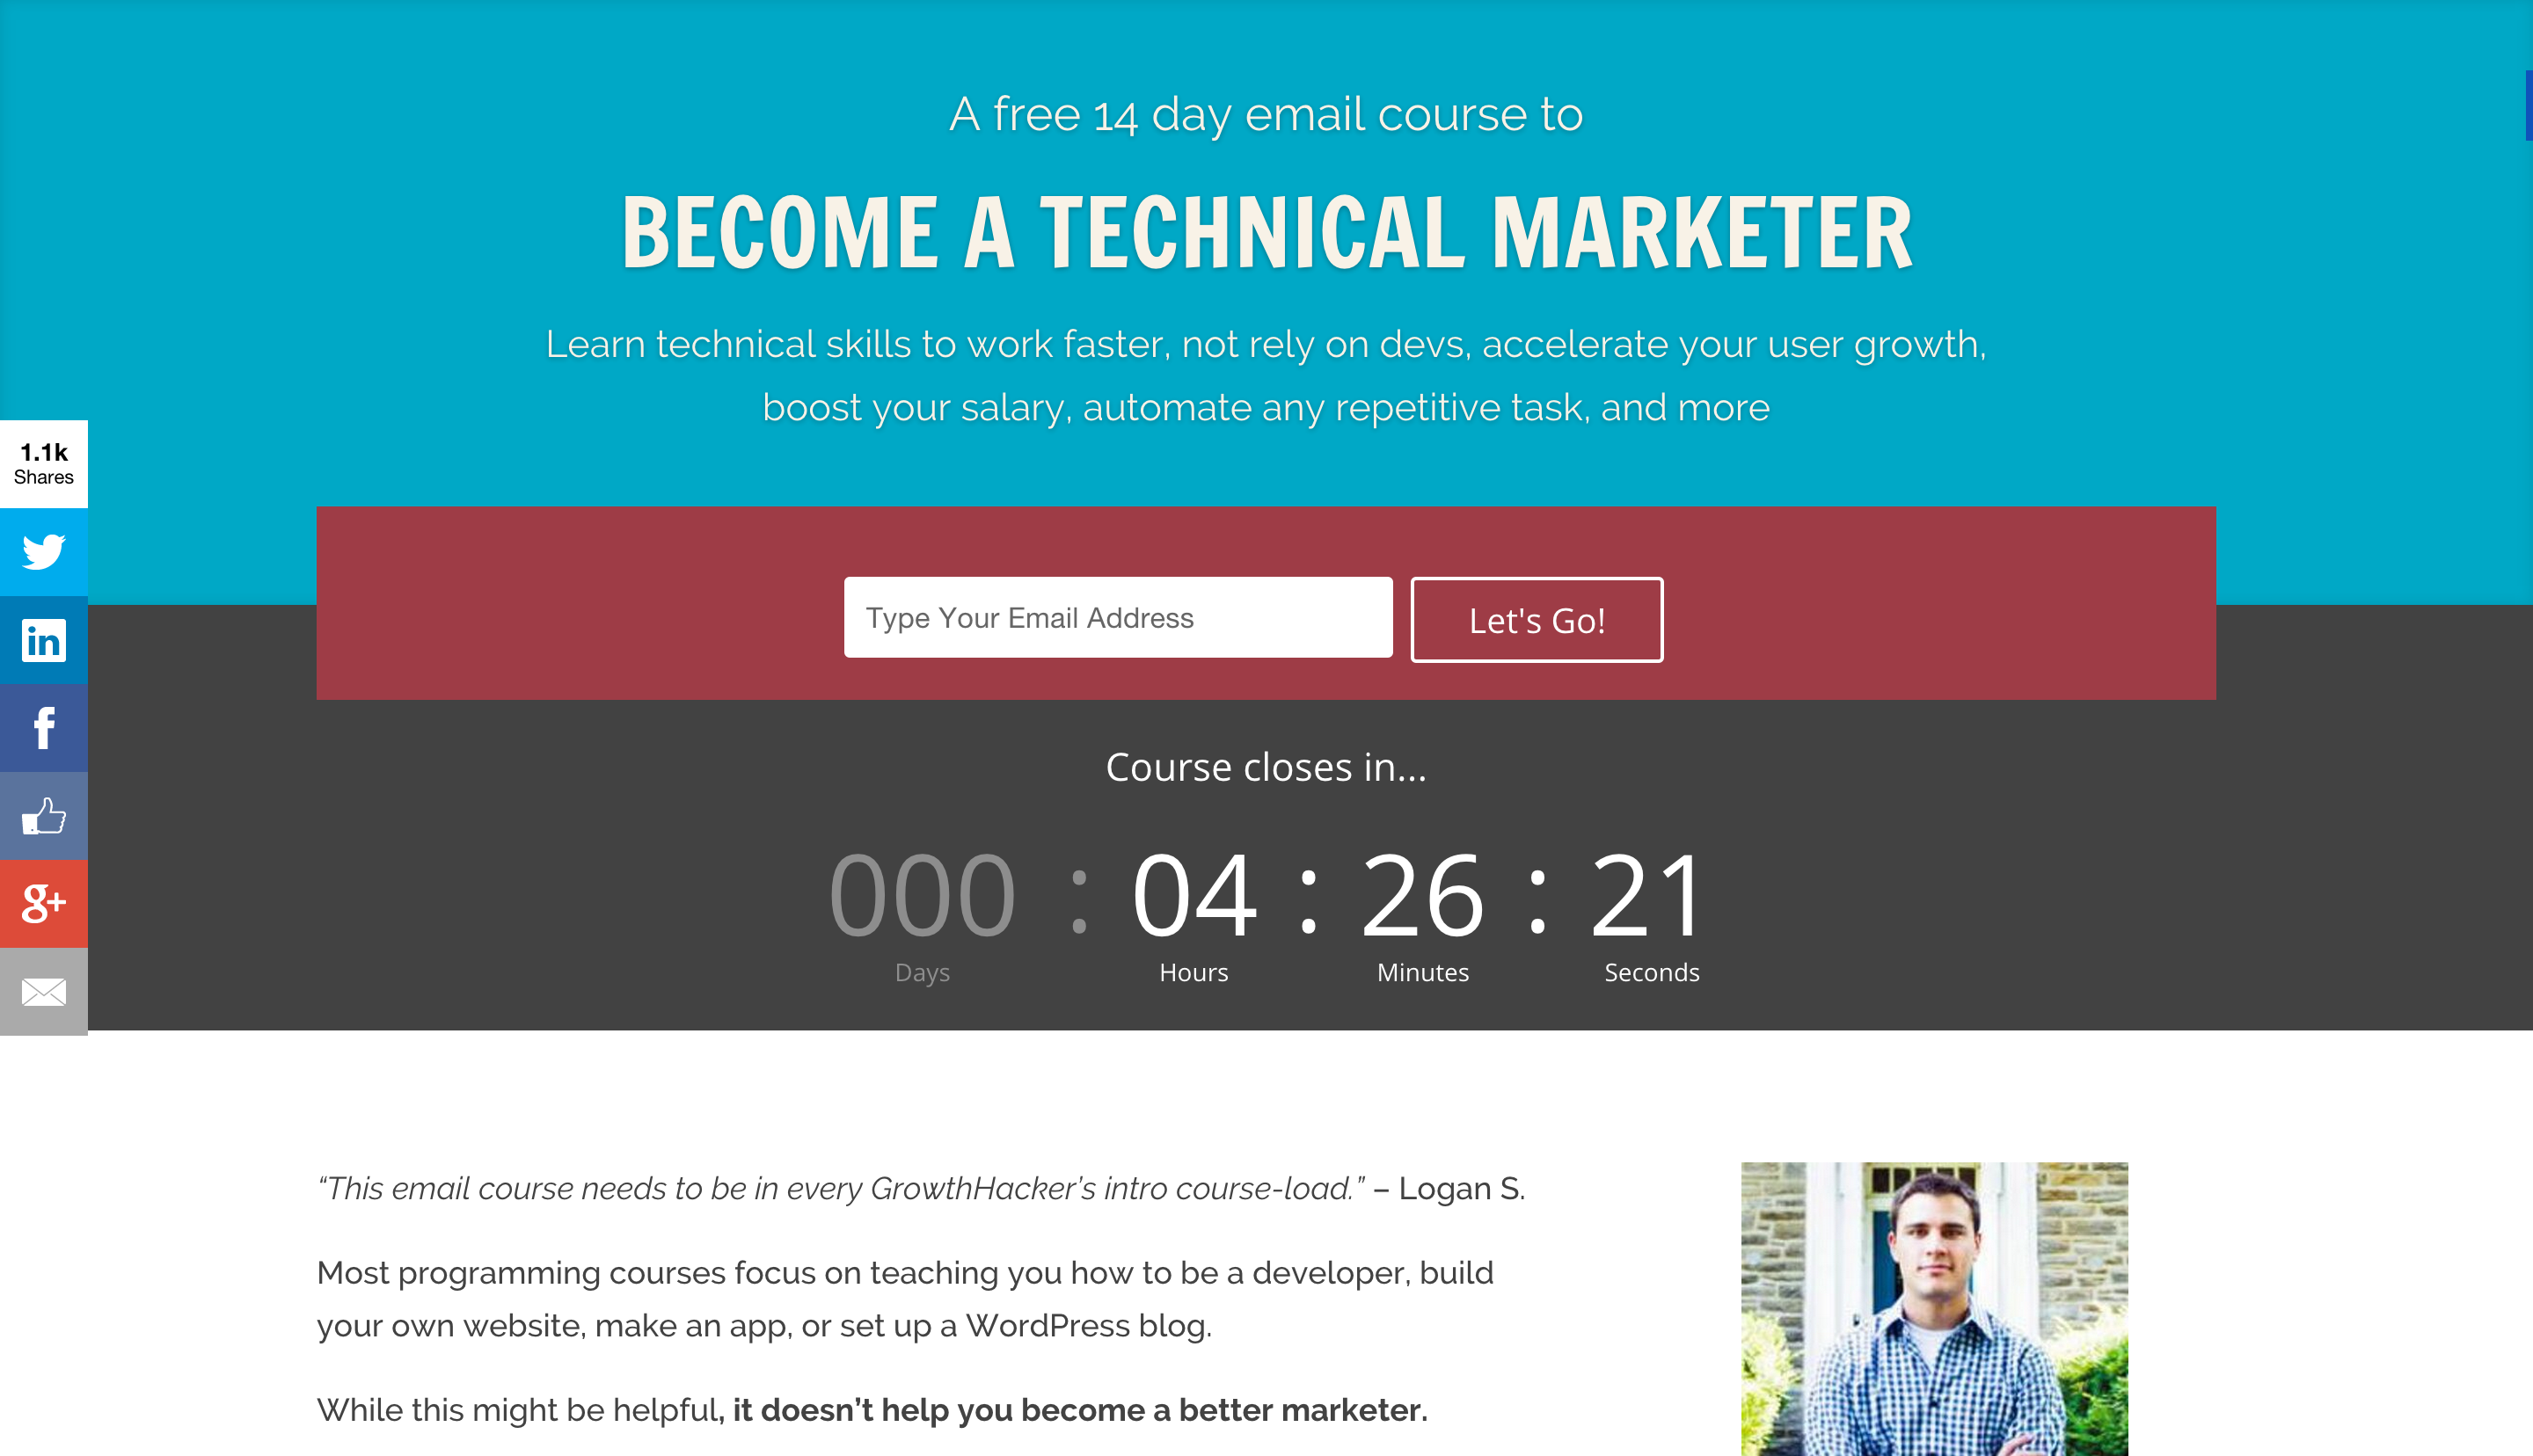 A free 14 day email course to
BECOME A TECHNICAL MARKETER
Learn technical skills to work faster, not rely on devs, accelerate your user growth,
boost your salary, automate any repetitive task, and more
1.1k
Shares
in
f
g+
Type Your Email Address
Let's Go!
Course closes in...
000 : 04 : 26 : 21
Days Hours Minutes Seconds
“This email course needs to be in every GrowthHacker’s intro course-load.” – Logan S.
Most programming courses focus on teaching you how to be a developer, build
your own website, make an app, or set up a WordPress blog.
While this might be helpful, it doesn’t help you become a better marketer.